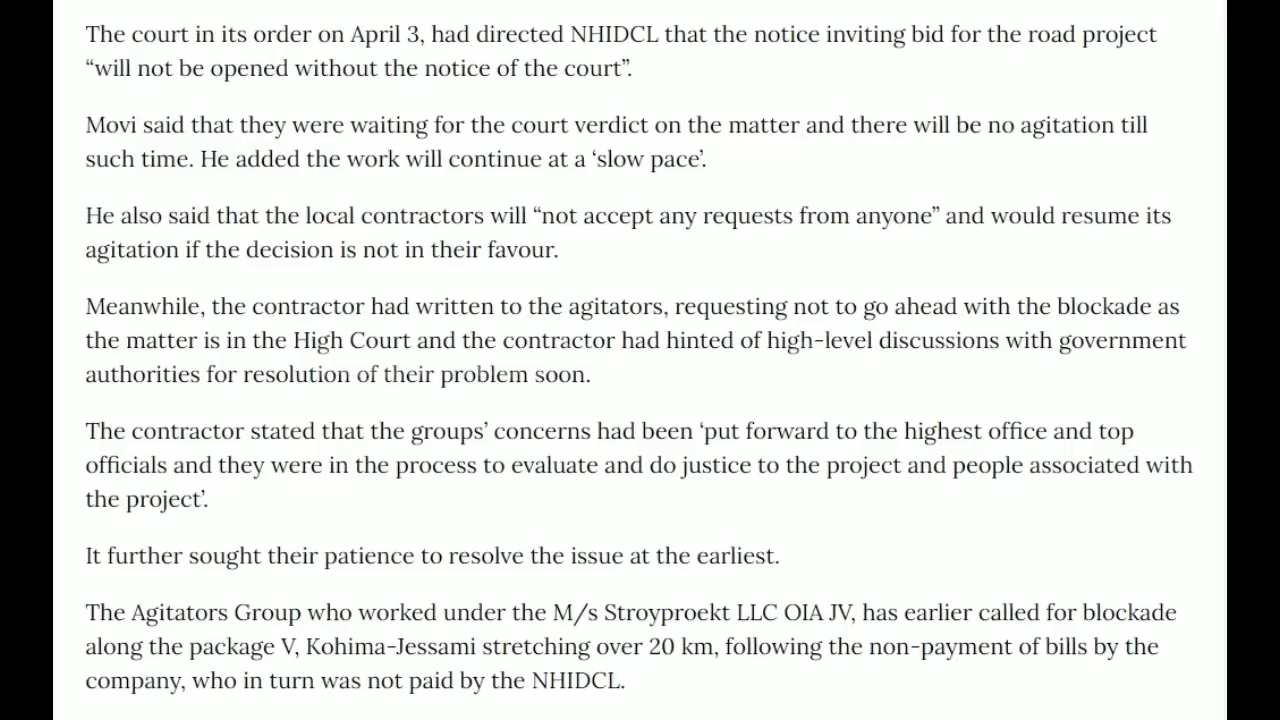 The court in its order on April 3, had directed NHIDCL that the notice inviting bid for the road project
“will not be opened without the notice of the court”.
Movi said that they were waiting for the court verdict on the matter and there will be no agitation till
such time. He added the work will continue at a ‘slow pace’.
He also said that the local contractors will “not accept any requests from anyone” and would resume its
agitation if the decision is not in their favour.
Meanwhile, the contractor had written to the agitators, requesting not to go ahead with the blockade as
the matter is in the High Court and the contractor had hinted of high-level discussions with government
authorities for resolution of their problem soon.
The contractor stated that the groups’ concerns had been ‘put forward to the highest office and top
officials and they were in the process to evaluate and do justice to the project and people associated with
the project’.
It further sought their patience to resolve the issue at the earliest.
The Agitators Group who worked under the M/s Stroyproekt LLC OIA JV, has earlier called for blockade
along the package V, Kohima-Jessami stretching over 20 km, following the non-payment of bills by the
company, who in turn was not paid by the NHIDCL.